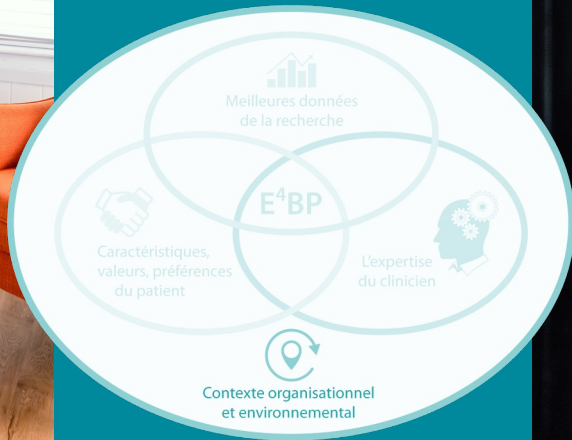 Meilleures données
de la recherche
E⁴BP
Caractéristiques,
valeurs, préférences
du patient
L'expertise
du clinicien
Contexte organisationnel
et environnemental